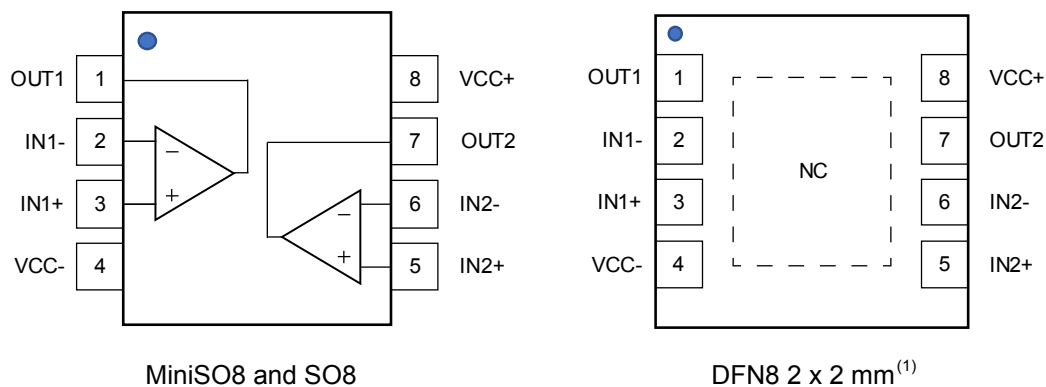 OUT1 1 8 VCC+
IN1- 2 − 7 OUT2
IN1+ 3 + − 6 IN2-
VCC- 4 + 5 IN2+
MiniSO8 and SO8
OUT1 1 8 VCC+
IN1- 2 7 OUT2
NC
IN1+ 3 6 IN2-
VCC- 4 5 IN2+
DFN8 2 x 2 mm(1)